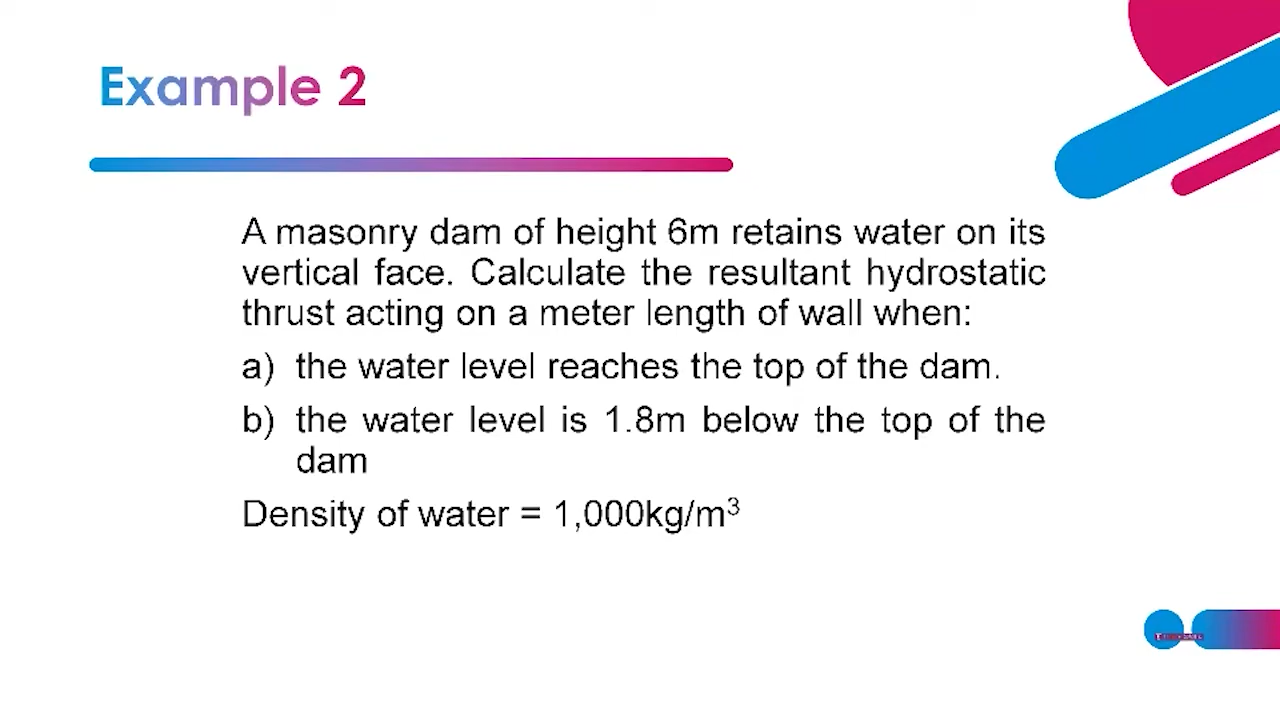 Example 2
A masonry dam of height 6m retains water on its
vertical face. Calculate the resultant hydrostatic
thrust acting on a meter length of wall when:
a) the water level reaches the top of the dam.
b) the water level is 1.8m below the top of the
dam
Density of water = 1,000kg/m³